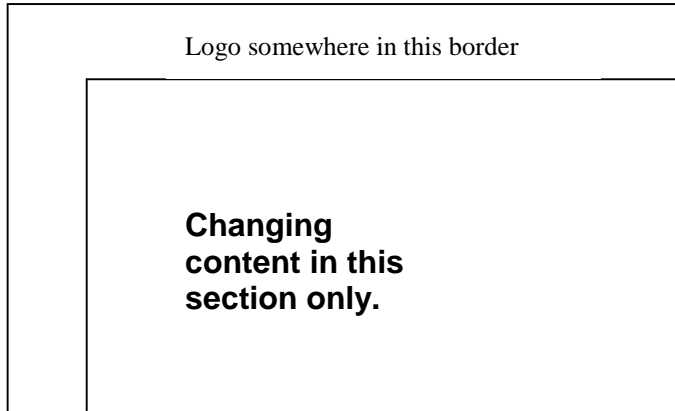 Logo somewhere in this border
Changing
content in this
section only.